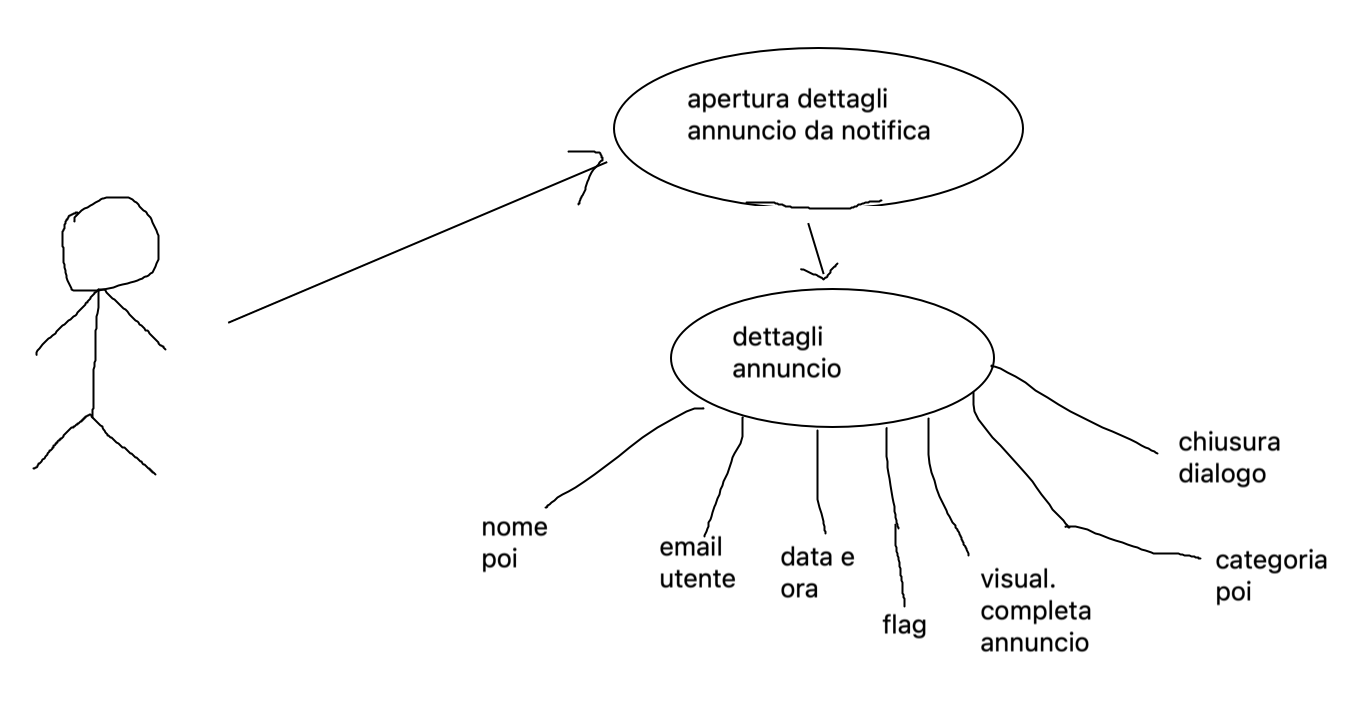 apertura dettagli
annuncio da notifica
dettagli
annuncio
chiusura
dialogo
nome
poi
email
utente
data e
ora
flag
visual.
completa
annuncio
categoria
poi